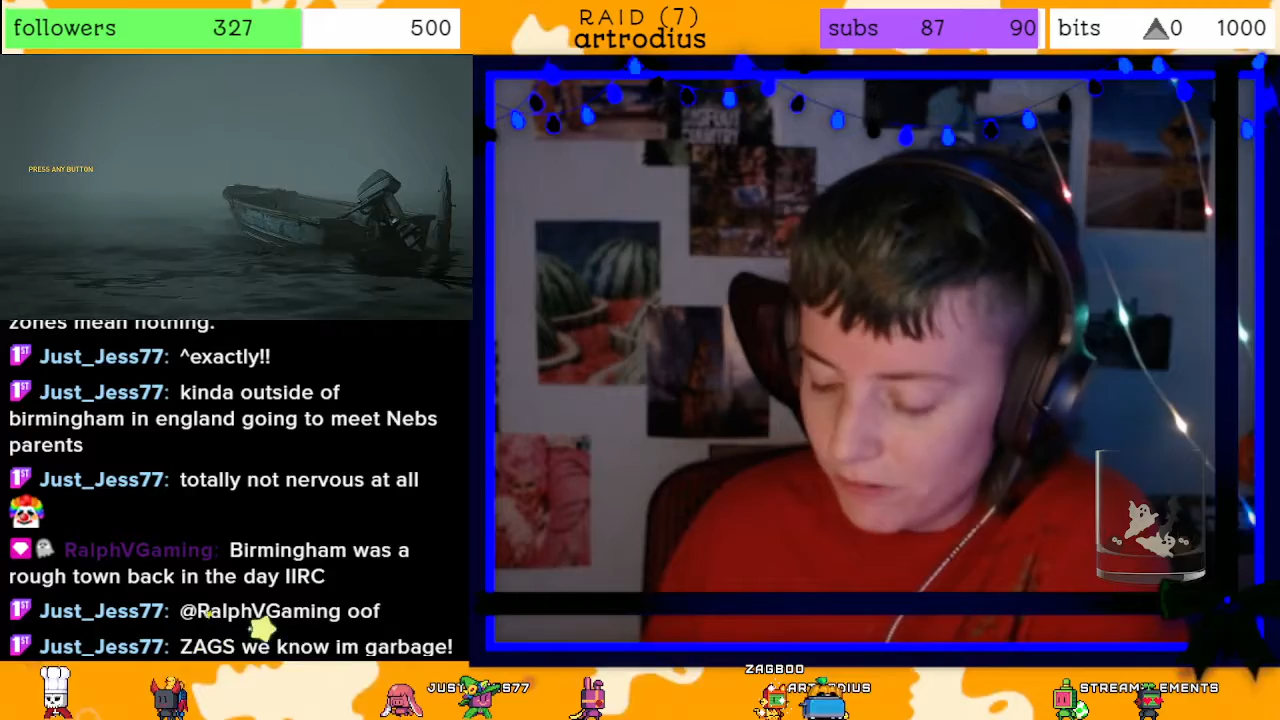 followers 327 500
RAID (7)
artrodius
subs 87 90
bits 0 1000
PRESS ANY BUTTON
zones mean nothing.
Just_Jess77: ^exactly!!
Just_Jess77: kinda outside of
birmingham in england going to meet Nebs
parents
Just_Jess77: totally not nervous at all
RalphVGaming: Birmingham was a
rough town back in the day IIRC
Just_Jess77: @RalphVGaming oof
Just_Jess77: ZAGS we know im garbage!
ZAGBOO